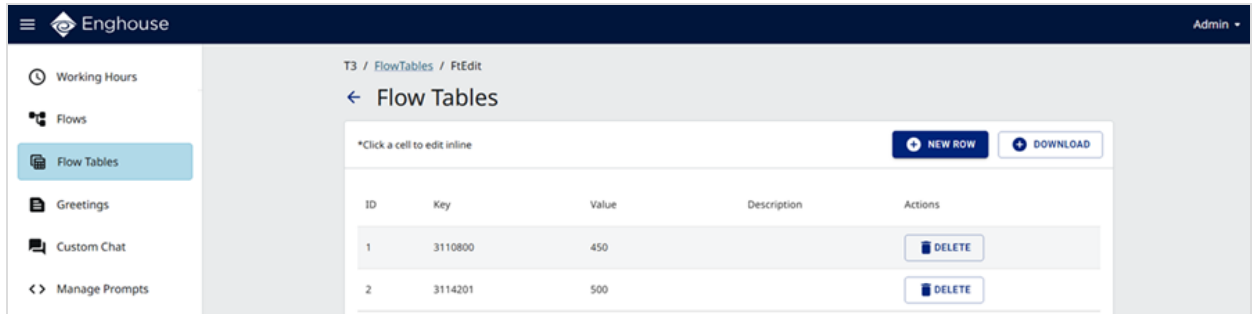 Enghouse
Admin
Working Hours
Flows
Flow Tables
Greetings
Custom Chat
Manage Prompts
T3 / FlowTables / FtEdit
Flow Tables
*Click a cell to edit inline
NEW ROW DOWNLOAD
ID Key Value Description Actions
1 3110800 450 DELETE
2 3114201 500 DELETE